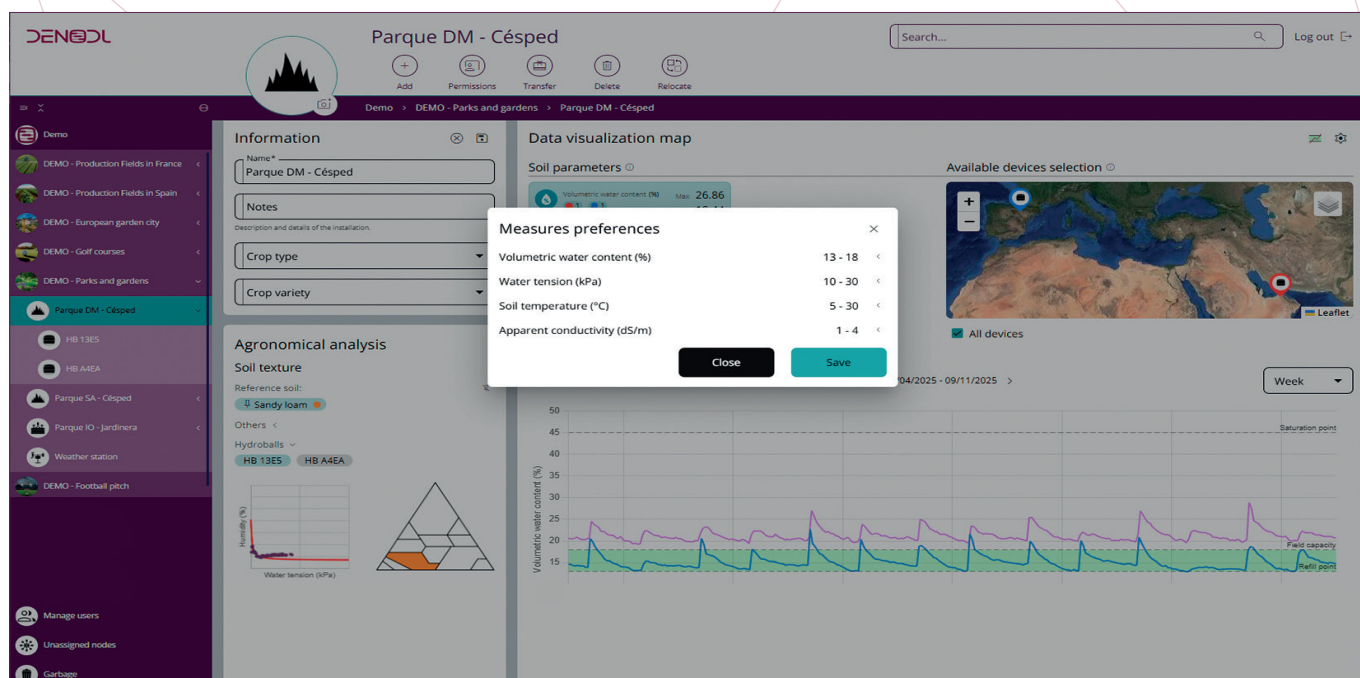 DENODL
Parque DM - Césped
Search...
Log out
Add
Permissions
Transfer
Delete
Relocate
Demo > DEMO - Parks and gardens > Parque DM - Césped
Demo
DEMO - Production Fields in France
DEMO - Production Fields in Spain
DEMO - European garden city
DEMO - Golf courses
DEMO - Parks and gardens
Parque DM - Césped
HB 13E5
HB A4EA
Parque SA - Césped
Parque IO - Jardinera
Weather station
DEMO - Football pitch
Manage users
Unassigned nodes
Garbage
Information
Name*
Parque DM - Césped
Notes
Description and details of the installation.
Crop type
Crop variety
Agronomical analysis
Soil texture
Reference soil:
Sandy loam
Others
Hydroballs
HB 13E5
HB A4EA
Humidity (%)
Water tension (kPa)
Data visualization map
Soil parameters
Volumetric water content (%)
Max 26.86
1
1
Available devices selection
+
−
Leaflet
All devices
Measures preferences
Volumetric water content (%) 13 - 18
Water tension (kPa) 10 - 30
Soil temperature (°C) 5 - 30
Apparent conductivity (dS/m) 1 - 4
Close
Save
/04/2025 - 09/11/2025 >
Week
Volumetric water content (%)
50
45
40
35
30
25
20
15
Saturation point
Field capacity
Refill point